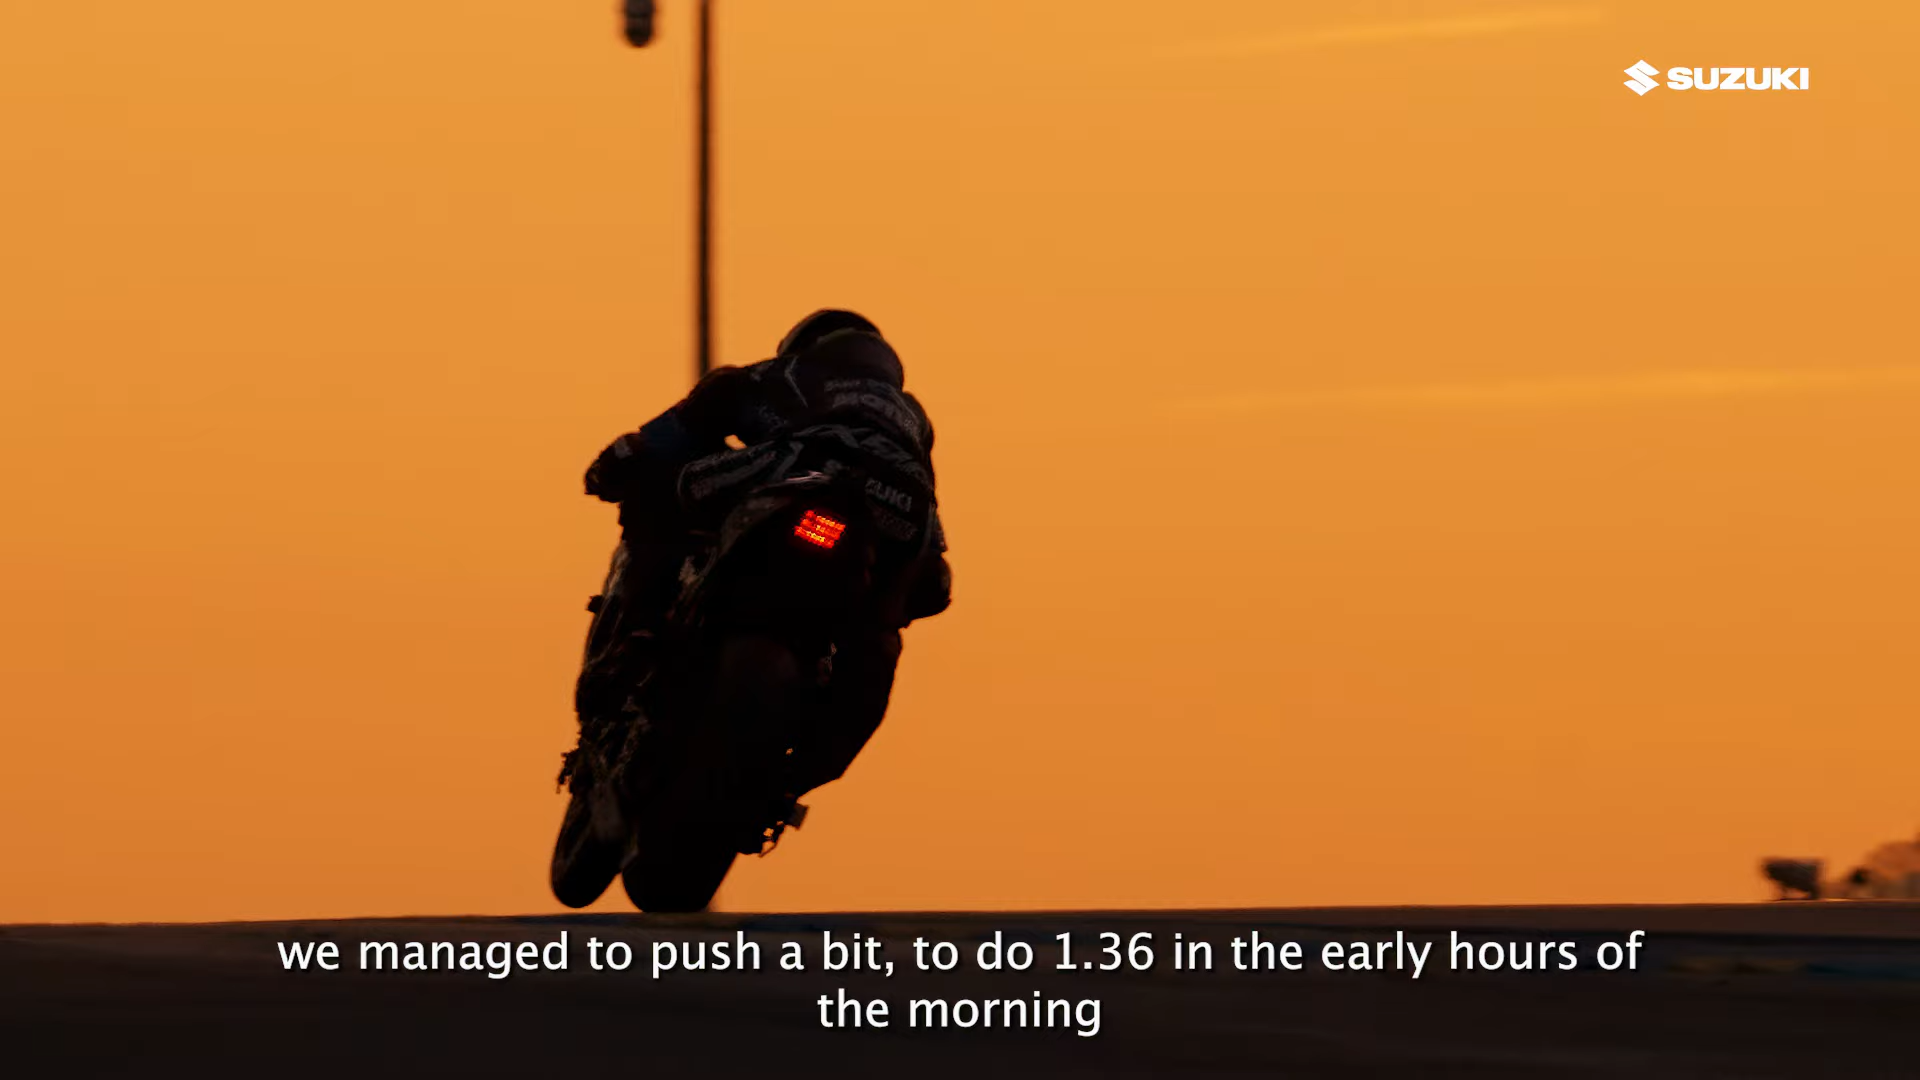 SUZUKI
we managed to push a bit, to do 1.36 in the early hours of
the morning